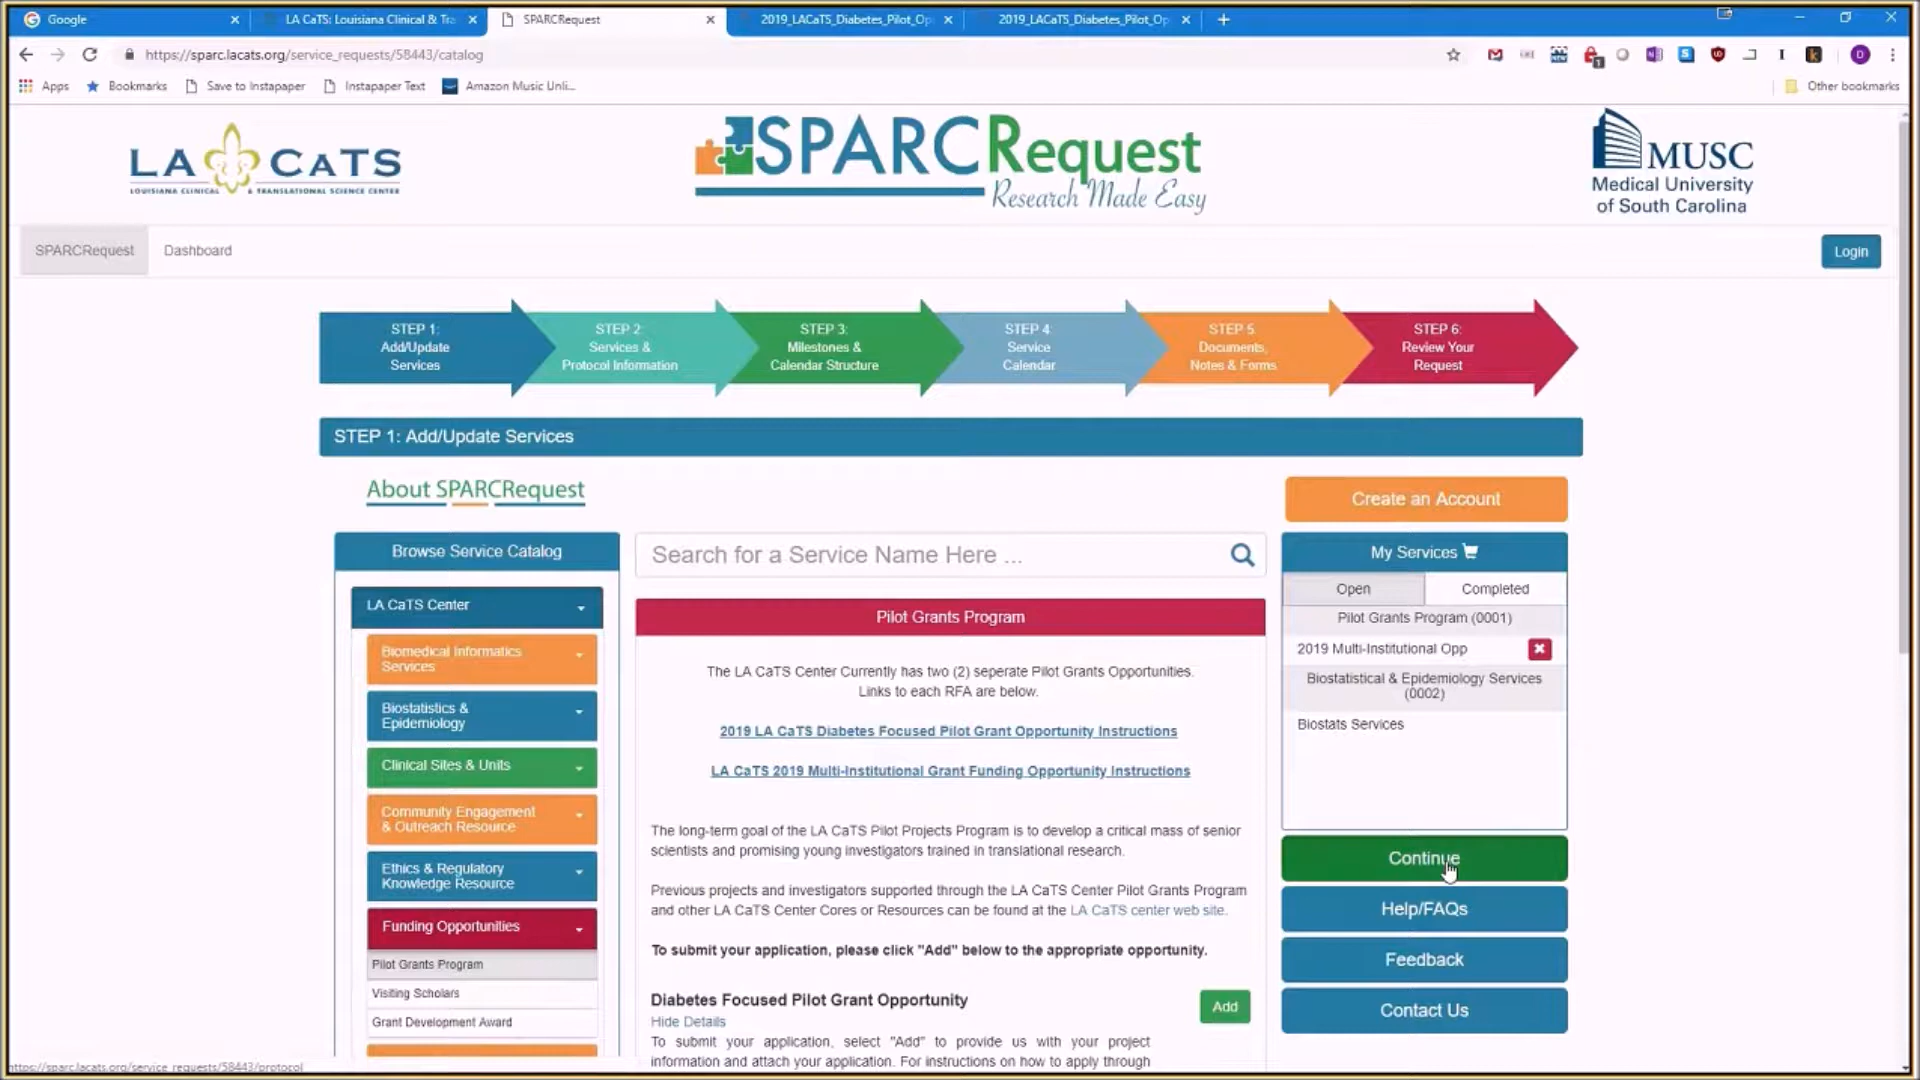 Google
LA CaTS: Louisiana Clinical & Tra
SPARCRequest
2019_LACaTS_Diabetes_Pilot_Op
2019_LACaTS_Diabetes_Pilot_Op
https://sparc.lacats.org/service_requests/58443/catalog
Apps
Bookmarks
Save to Instapaper
Instapaper Text
Amazon Music Unli...
Other bookmarks
LA CaTS
LOUISIANA CLINICAL & TRANSLATIONAL SCIENCE CENTER
SPARCRequest
Research Made Easy
MUSC
Medical University
of South Carolina
SPARCRequest
Dashboard
Login
STEP 1:
Add/Update
Services
STEP 2:
Services &
Protocol Information
STEP 3:
Milestones &
Calendar Structure
STEP 4:
Service
Calendar
STEP 5:
Documents,
Notes & Forms
STEP 6:
Review Your
Request
STEP 1: Add/Update Services
About SPARCRequest
Browse Service Catalog
LA CaTS Center
Biomedical Informatics
Services
Biostatistics &
Epidemiology
Clinical Sites & Units
Community Engagement
& Outreach Resource
Ethics & Regulatory
Knowledge Resource
Funding Opportunities
Pilot Grants Program
Visiting Scholars
Grant Development Award
Search for a Service Name Here ...
Pilot Grants Program
The LA CaTS Center Currently has two (2) seperate Pilot Grants Opportunities.
Links to each RFA are below.
2019 LA CaTS Diabetes Focused Pilot Grant Opportunity Instructions
LA CaTS 2019 Multi-Institutional Grant Funding Opportunity Instructions
The long-term goal of the LA CaTS Pilot Projects Program is to develop a critical mass of senior
scientists and promising young investigators trained in translational research.
Previous projects and investigators supported through the LA CaTS Center Pilot Grants Program
and other LA CaTS Center Cores or Resources can be found at the LA CaTS center web site.
To submit your application, please click "Add" below to the appropriate opportunity.
Diabetes Focused Pilot Grant Opportunity
Add
Hide Details
To submit your application, select "Add" to provide us with your project
information and attach your application. For instructions on how to apply through
Create an Account
My Services
Open
Completed
Pilot Grants Program (0001)
2019 Multi-Institutional Opp
Biostatistical & Epidemiology Services
(0002)
Biostats Services
Continue
Help/FAQs
Feedback
Contact Us
https://sparc.lacats.org/service_requests/58443/protocol